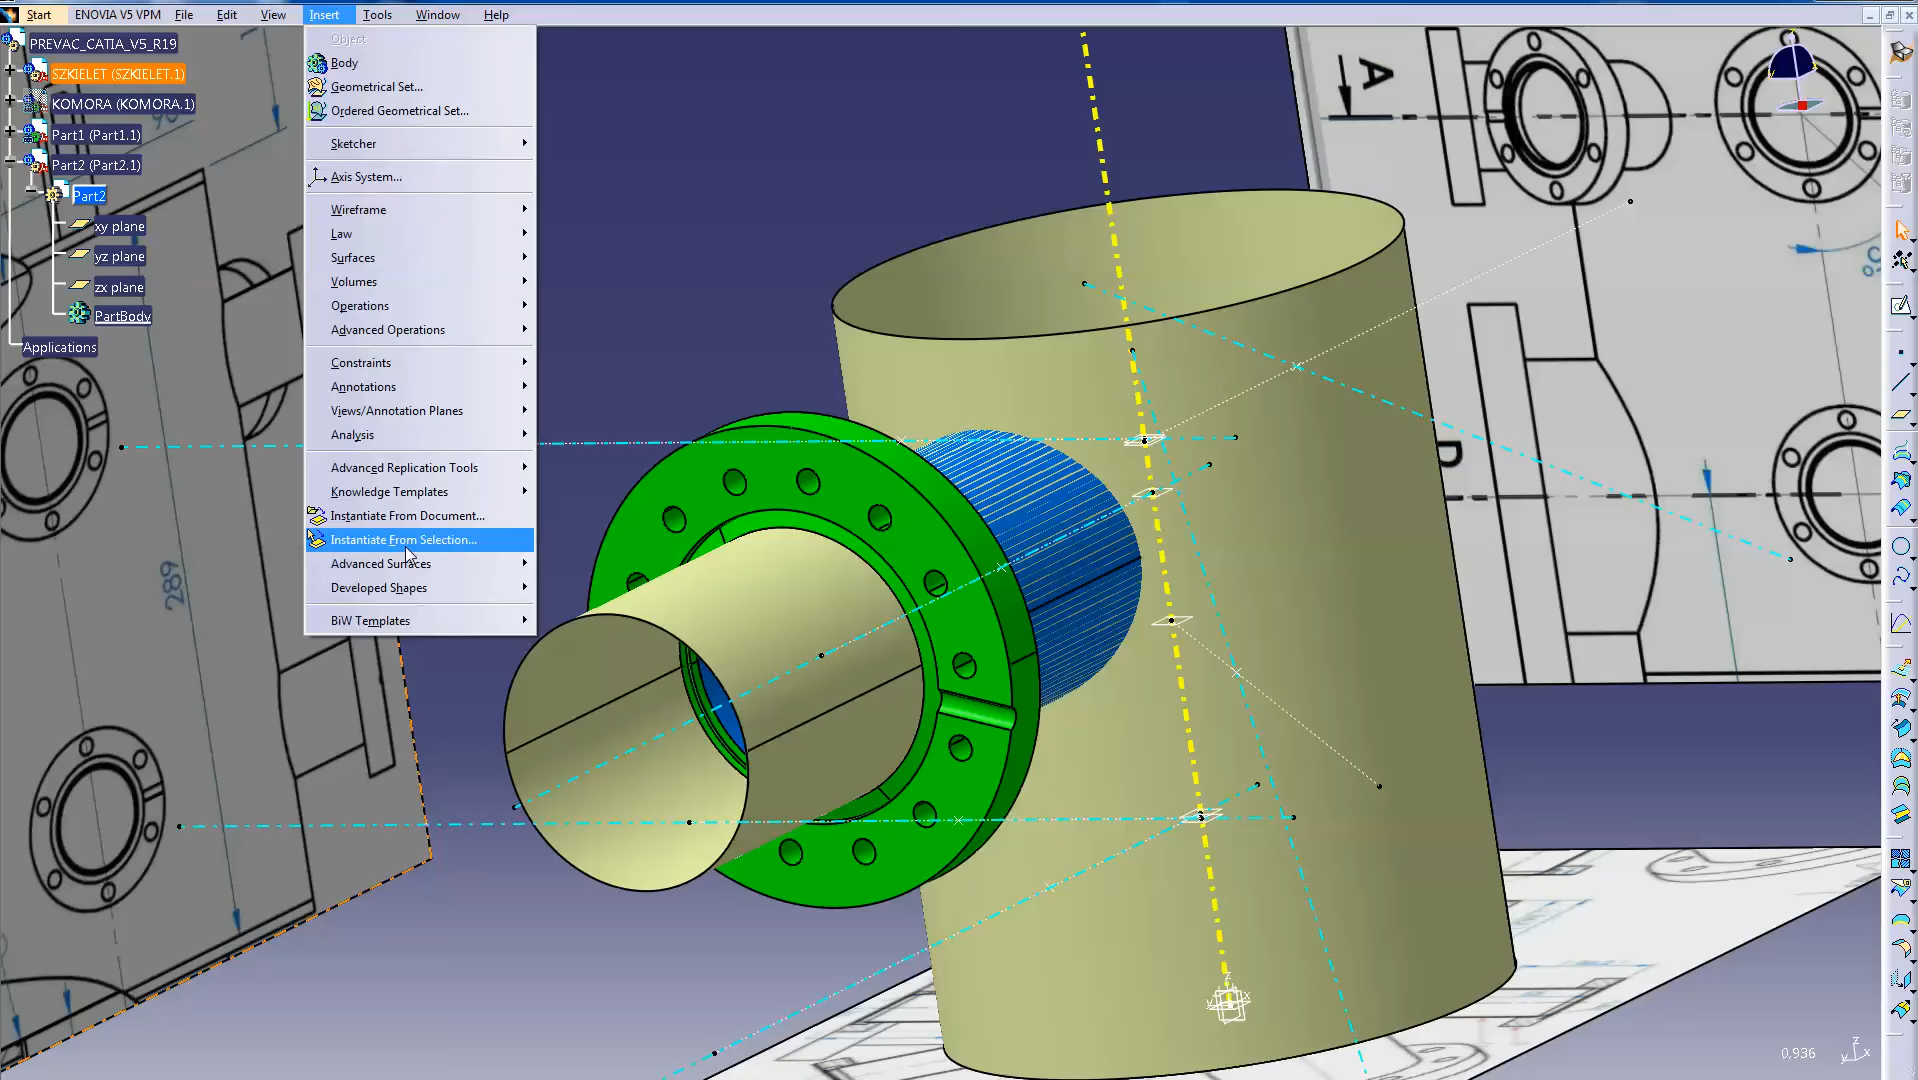 Start ENOVIA V5 VPM File Edit View Insert Tools Window Help
PREVAC_CATIA_V5_R19
SZKIELET (SZKIELET.1)
KOMORA (KOMORA.1)
Part1 (Part1.1)
Part2 (Part2.1)
Part2
xy plane
yz plane
zx plane
PartBody
Applications
Object
Body
Geometrical Set...
Ordered Geometrical Set...
Sketcher
Axis System...
Wireframe
Law
Surfaces
Volumes
Operations
Advanced Operations
Constraints
Annotations
Views/Annotation Planes
Analysis
Advanced Replication Tools
Knowledge Templates
Instantiate From Document...
Instantiate From Selection...
Advanced Surfaces
Developed Shapes
BiW Templates
289
A
D
z
x
y
0,936
z
y x